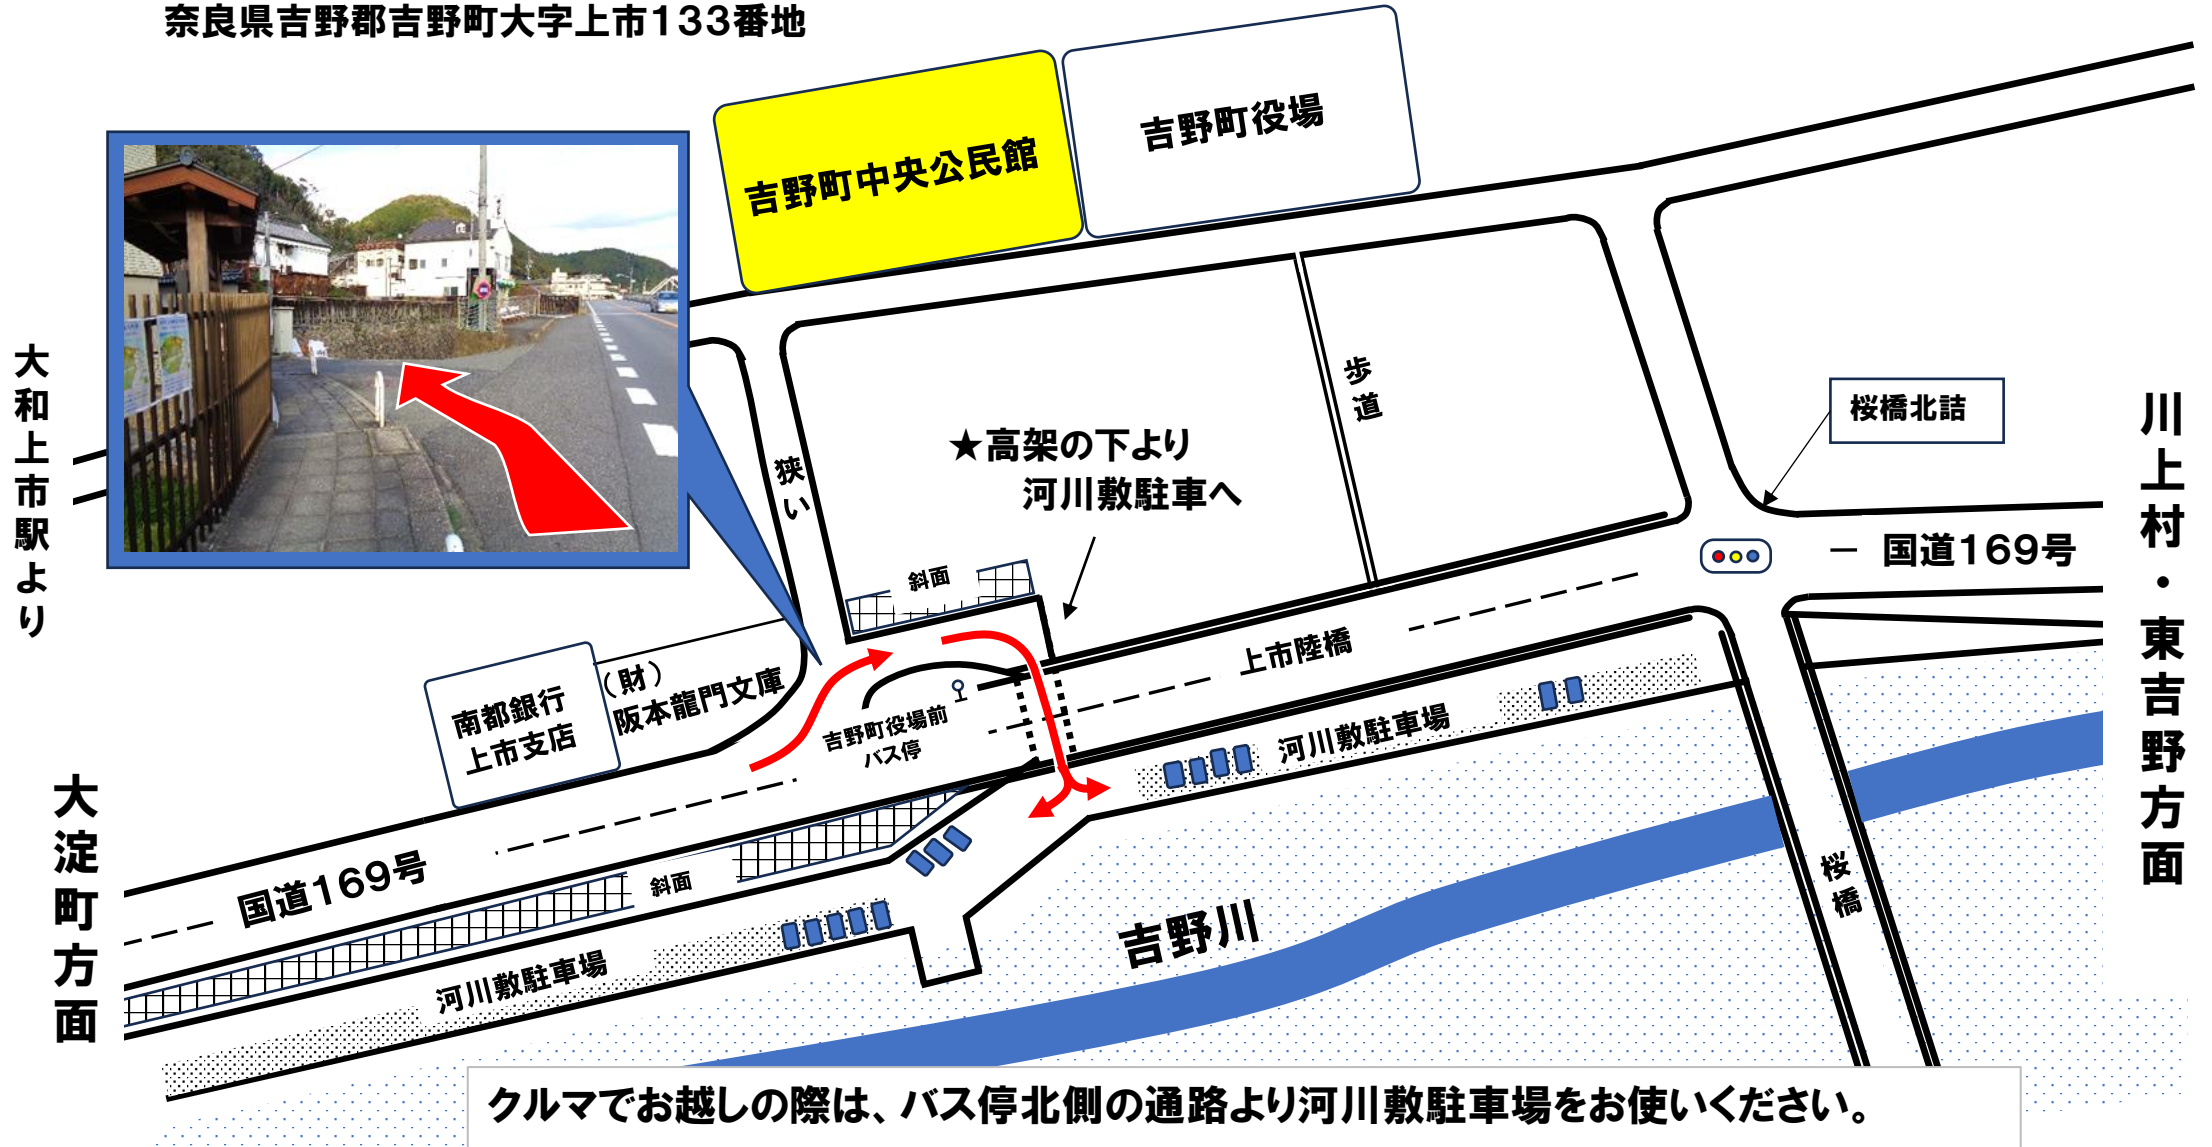 奈良県吉野郡吉野町大字上市133番地
吉野町中央公民館
吉野町役場
大和上市駅より
狭い
★高架の下より
河川敷駐車へ
歩道
桜橋北詰
国道169号
川上村・東吉野方面
斜面
上市陸橋
南都銀行
上市支店
(財)
阪本龍門文庫
吉野町役場前
バス停
河川敷駐車場
大淀町方面
国道169号
斜面
河川敷駐車場
吉野川
桜橋
クルマでお越しの際は、バス停北側の通路より河川敷駐車場をお使いください。